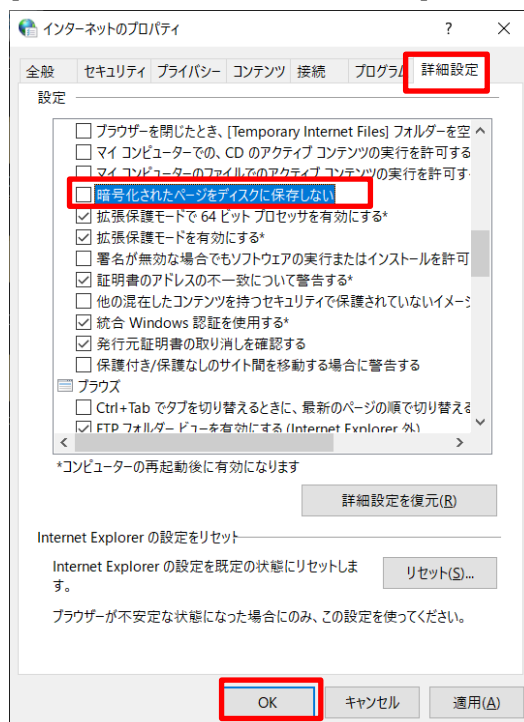 インターネットのプロパティ ? ×
全般 セキュリティ プライバシー コンテンツ 接続 プログラム 詳細設定
設定
ブラウザーを閉じたとき、[Temporary Internet Files] フォルダーを空
マイ コンピューターでの、CD のアクティブ コンテンツの実行を許可する
マイ コンピューターのファイルでのアクティブ コンテンツの実行を許可す
暗号化されたページをディスクに保存しない
拡張保護モードで 64 ビット プロセッサを有効にする*
拡張保護モードを有効にする*
署名が無効な場合でもソフトウェアの実行またはインストールを許可
証明書のアドレスの不一致について警告する*
他の混在したコンテンツを持つセキュリティで保護されていないイメージ
統合 Windows 認証を使用する*
発行元証明書の取り消しを確認する
保護付き/保護なしのサイト間を移動する場合に警告する
ブラウズ
Ctrl+Tab でタブを切り替えるときに、最新のページの順で切り替える
FTP フォルダー ビューを有効にする (Internet Explorer 外)
*コンピューターの再起動後に有効になります
詳細設定を復元(R)
Internet Explorer の設定をリセット
Internet Explorer の設定を既定の状態にリセットしま
す。
リセット(S)...
ブラウザーが不安定な状態になった場合にのみ、この設定を使ってください。
OK キャンセル 適用(A)